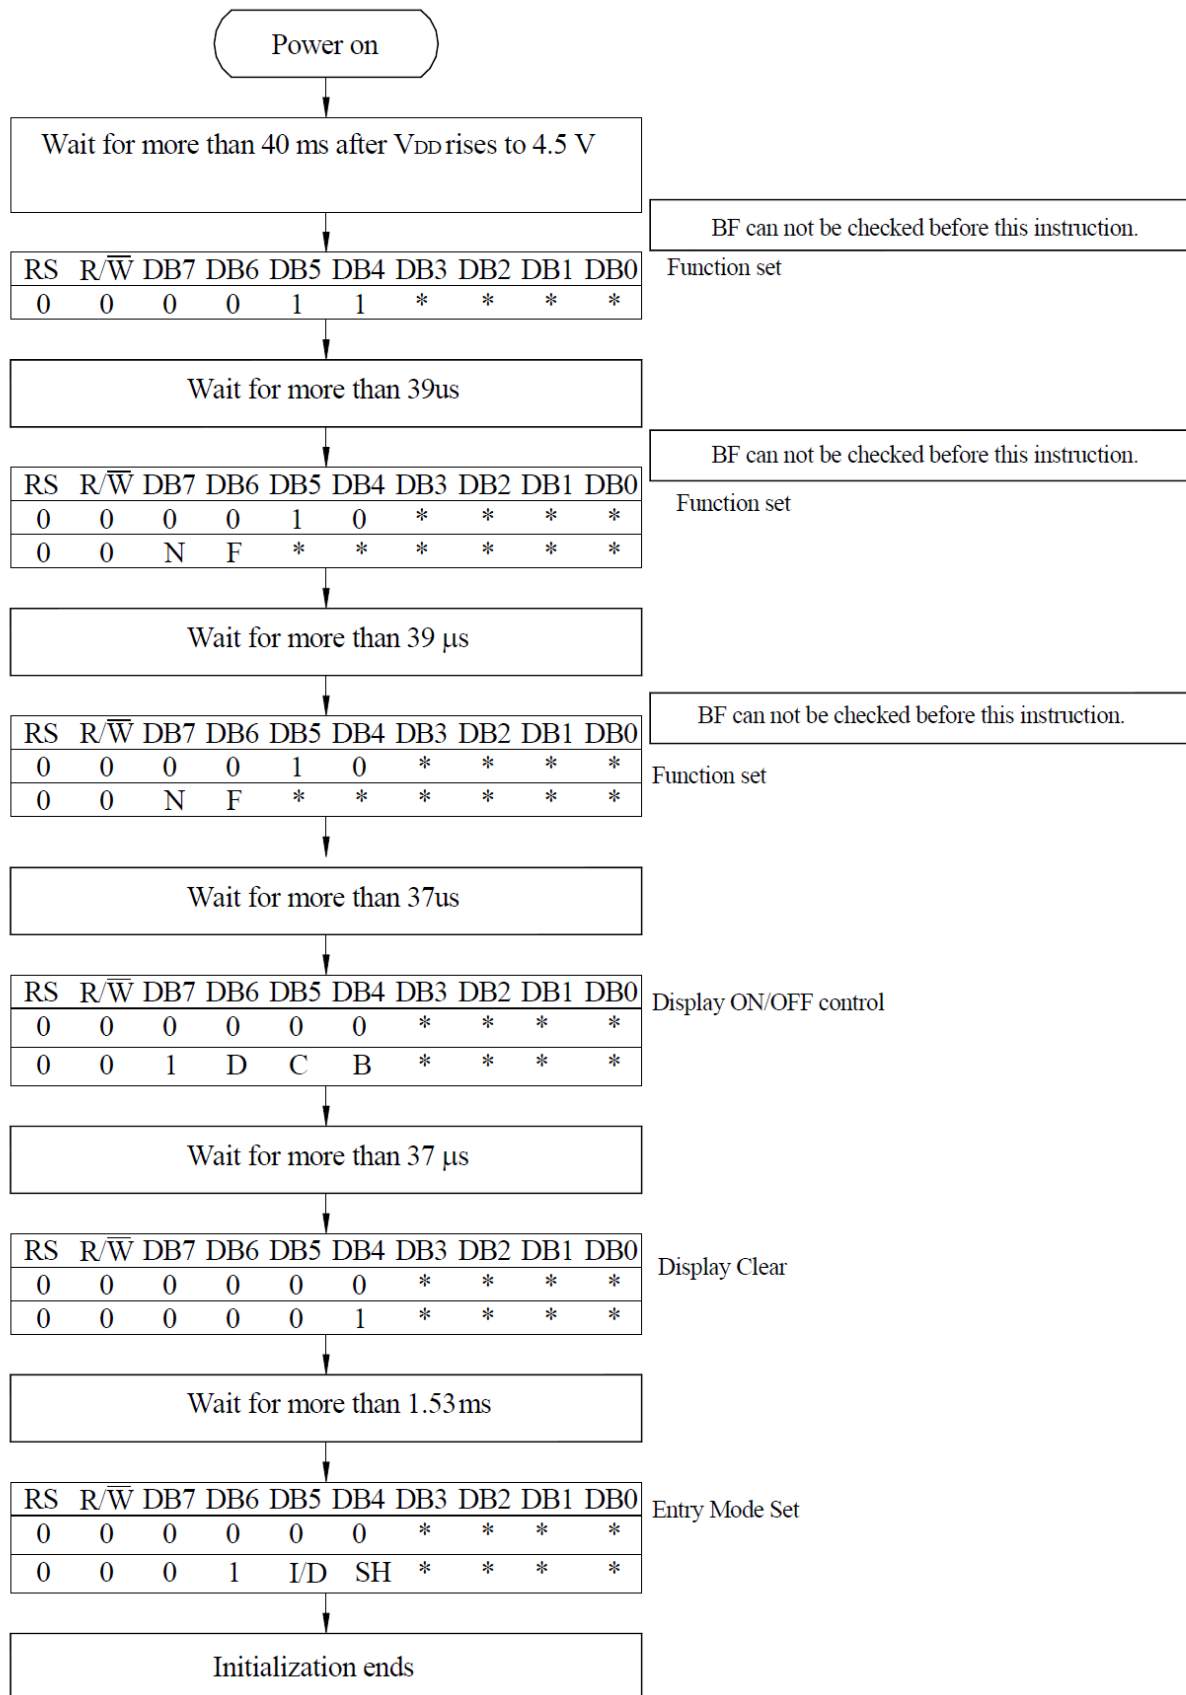 Power on
Wait for more than 40 ms after VDD rises to 4.5 V
BF can not be checked before this instruction.
RS R/W̅ DB7 DB6 DB5 DB4 DB3 DB2 DB1 DB0
Function set
0 0 0 0 1 1 * * * *
Wait for more than 39us
BF can not be checked before this instruction.
RS R/W̅ DB7 DB6 DB5 DB4 DB3 DB2 DB1 DB0
Function set
0 0 0 0 1 0 * * * *
0 0 N F * * * * * *
Wait for more than 39 μs
BF can not be checked before this instruction.
RS R/W̅ DB7 DB6 DB5 DB4 DB3 DB2 DB1 DB0
0 0 0 0 1 0 * * * *
Function set
0 0 N F * * * * * *
Wait for more than 37us
RS R/W̅ DB7 DB6 DB5 DB4 DB3 DB2 DB1 DB0
Display ON/OFF control
0 0 0 0 0 0 * * * *
0 0 1 D C B * * * *
Wait for more than 37 μs
RS R/W̅ DB7 DB6 DB5 DB4 DB3 DB2 DB1 DB0
Display Clear
0 0 0 0 0 0 * * * *
0 0 0 0 0 1 * * * *
Wait for more than 1.53ms
RS R/W̅ DB7 DB6 DB5 DB4 DB3 DB2 DB1 DB0
Entry Mode Set
0 0 0 0 0 0 * * * *
0 0 0 1 I/D SH * * * *
Initialization ends